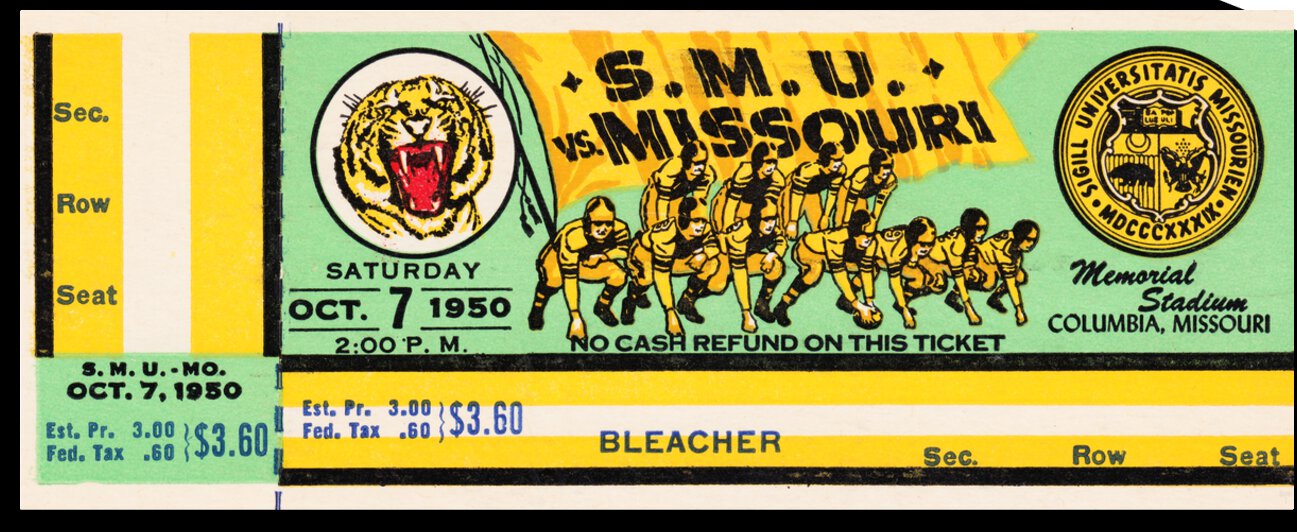 Sec.
Row
Seat
S. M. U. - MO.
OCT. 7, 1950
Est. Pr. 3.00
Fed. Tax .60
$3.60
SATURDAY
OCT. 7 1950
2:00 P. M.
S. M. U.
VS. MISSOURI
NO CASH REFUND ON THIS TICKET
SIGILL UNIVERSITATIS MISSOURIEN
MDCCCXXXIX
Memorial
Stadium
COLUMBIA, MISSOURI
Est. Pr. 3.00
Fed. Tax .60
$3.60
BLEACHER
Sec. Row Seat